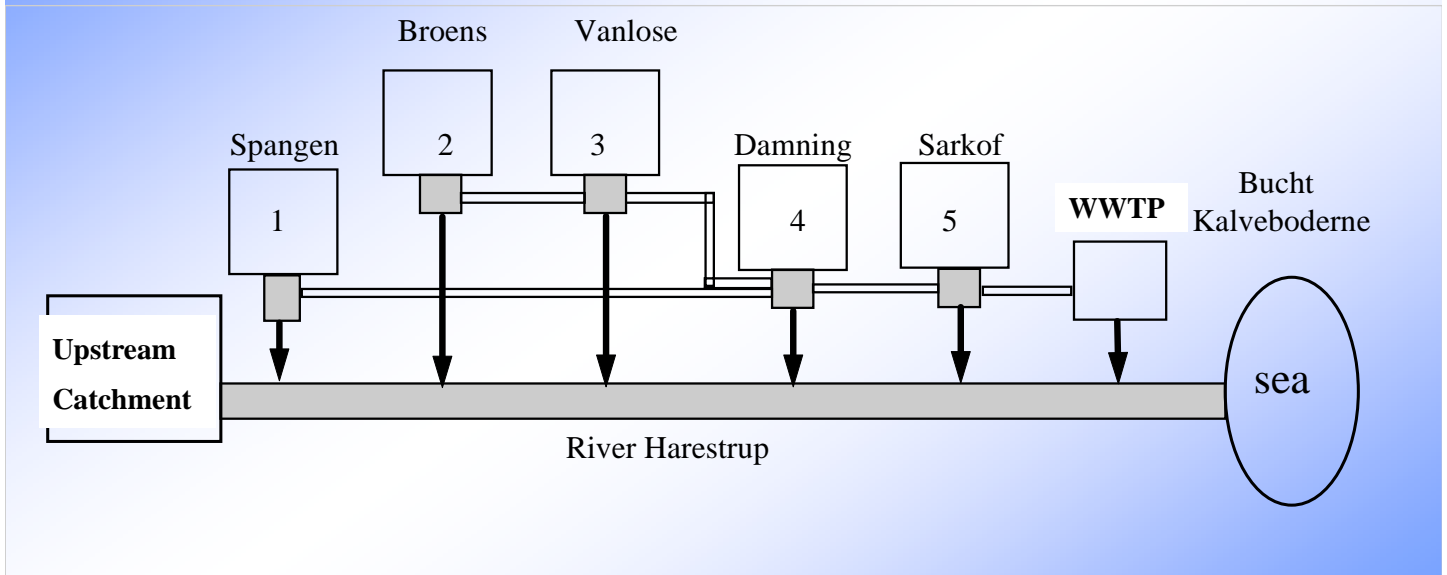 Broens
Vanlose
Spangen
2
3
Damning
Sarkof
1
4
5
WWTP
Bucht
Kalveboderne
Upstream
Catchment
sea
River Harestrup